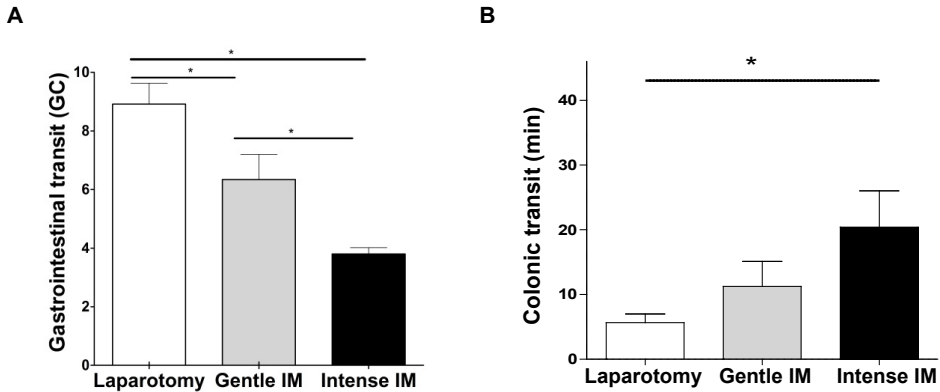 A
Gastrointestinal transit (GC)
10
8
6
4
2
0
*
*
*
Laparotomy Gentle IM Intense IM
B
Colonic transit (min)
40
30
20
10
0
*
Laparotomy Gentle IM Intense IM